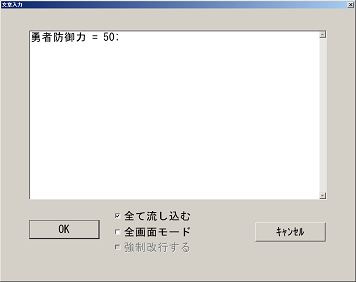 文章入力
勇者防御力 = 50:
全て流し込む
全画面モード
強制改行する
OK
ｷｬﾝｾﾙ